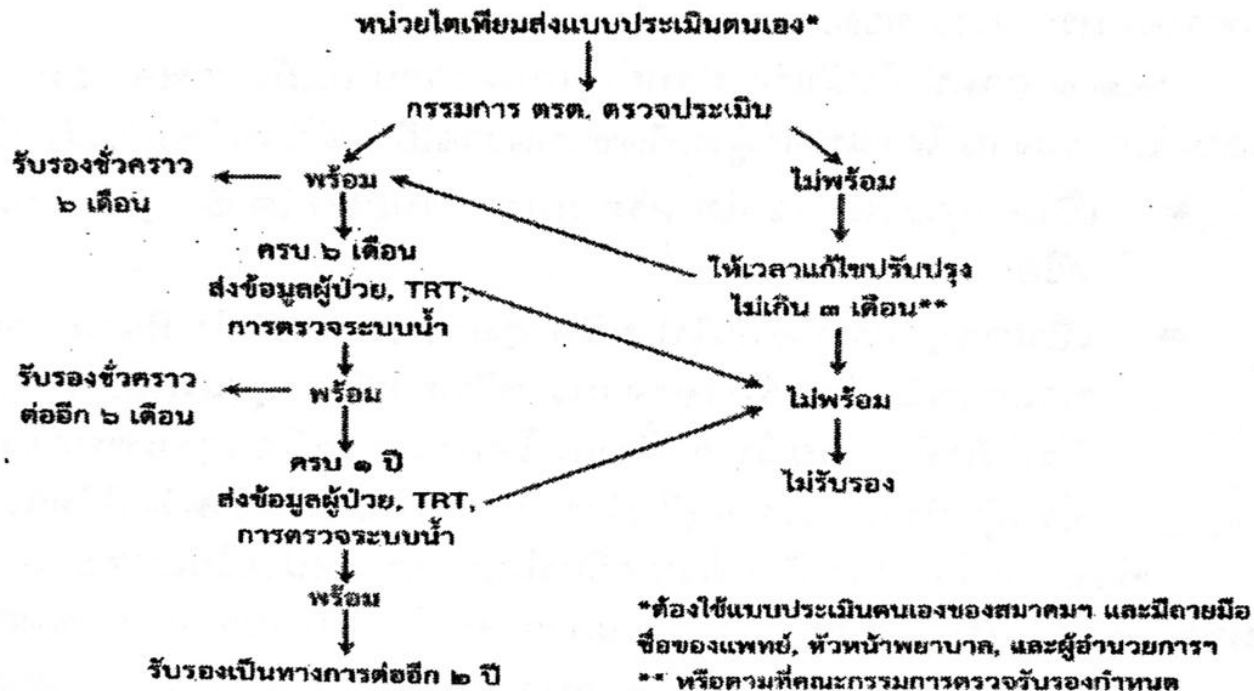 หน่วยไตเทียมส่งแบบประเมินตนเอง*
กรรมการ ตรต. ตรวจประเมิน
รับรองชั่วคราว
๖ เดือน
พร้อม
ไม่พร้อม
ครบ ๖ เดือน
ส่งข้อมูลผู้ป่วย, TRT,
การตรวจระบบน้ำ
ให้เวลาแก้ไขปรับปรุง
ไม่เกิน ๓ เดือน**
รับรองชั่วคราว
ต่ออีก ๖ เดือน
พร้อม
ไม่พร้อม
ครบ ๑ ปี
ส่งข้อมูลผู้ป่วย, TRT,
การตรวจระบบน้ำ
ไม่รับรอง
พร้อม
รับรองเป็นทางการต่ออีก ๒ ปี
*ต้องใช้แบบประเมินตนเองของสมาคมฯ และมีลายมือ
ชื่อของแพทย์, หัวหน้าพยาบาล, และผู้อำนวยการฯ
** หรือตามที่คณะกรรมการตรวจรับรองกำหนด